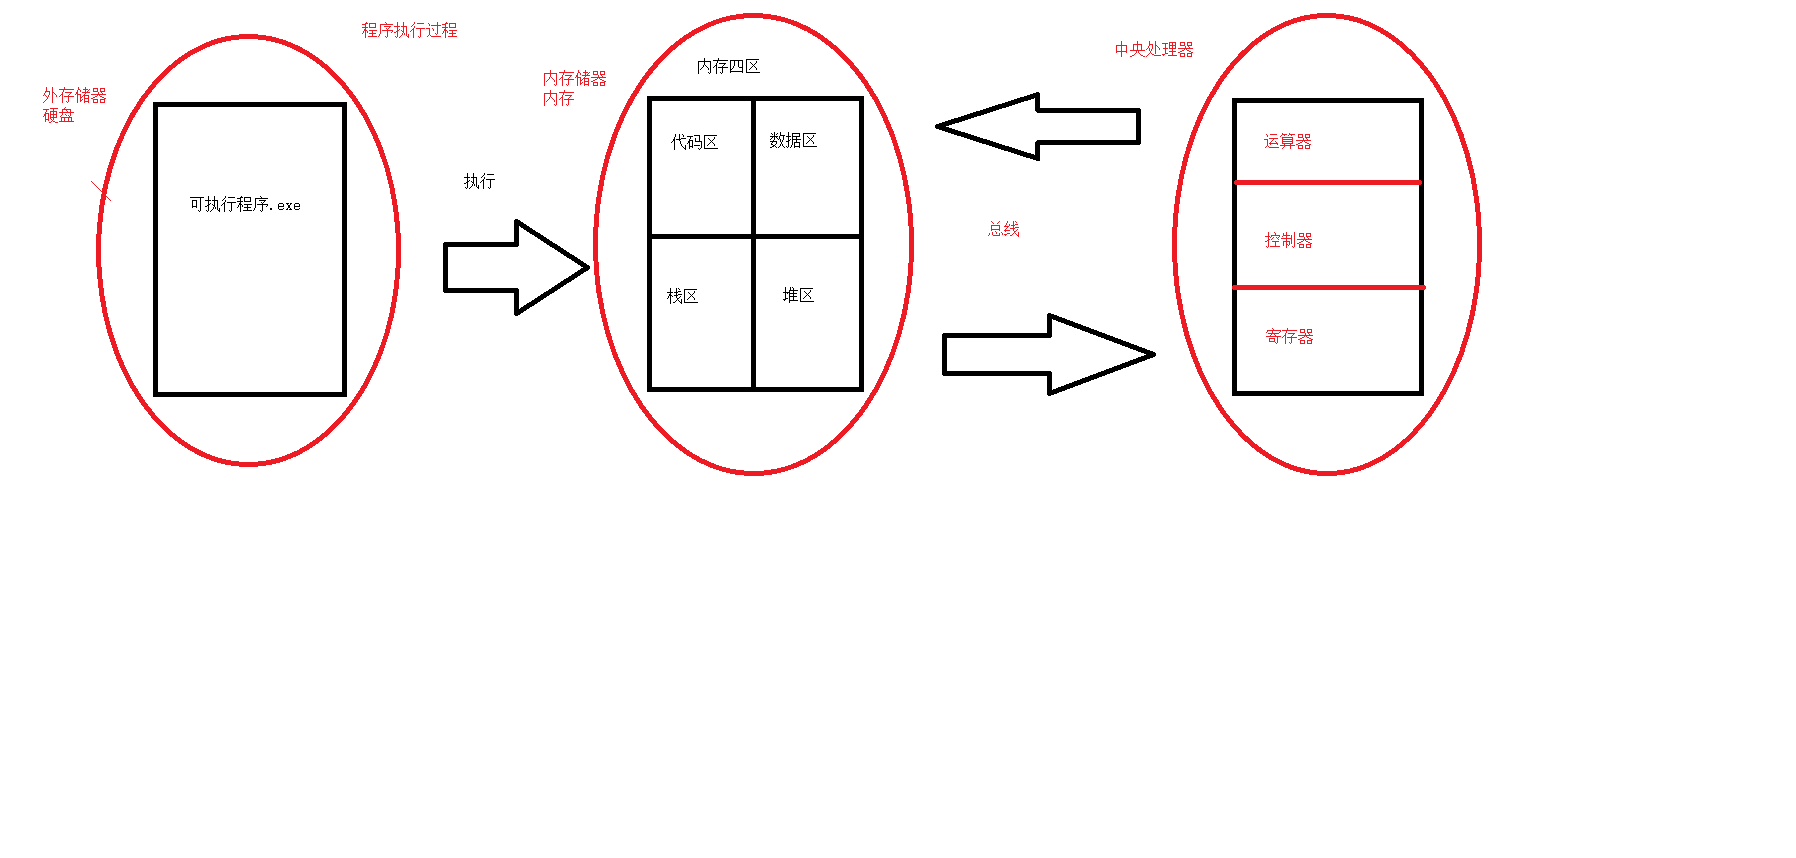 程序执行过程
外存储器
硬盘
可执行程序.exe
执行
内存储器
内存
内存四区
代码区
数据区
栈区
堆区
总线
中央处理器
运算器
控制器
寄存器